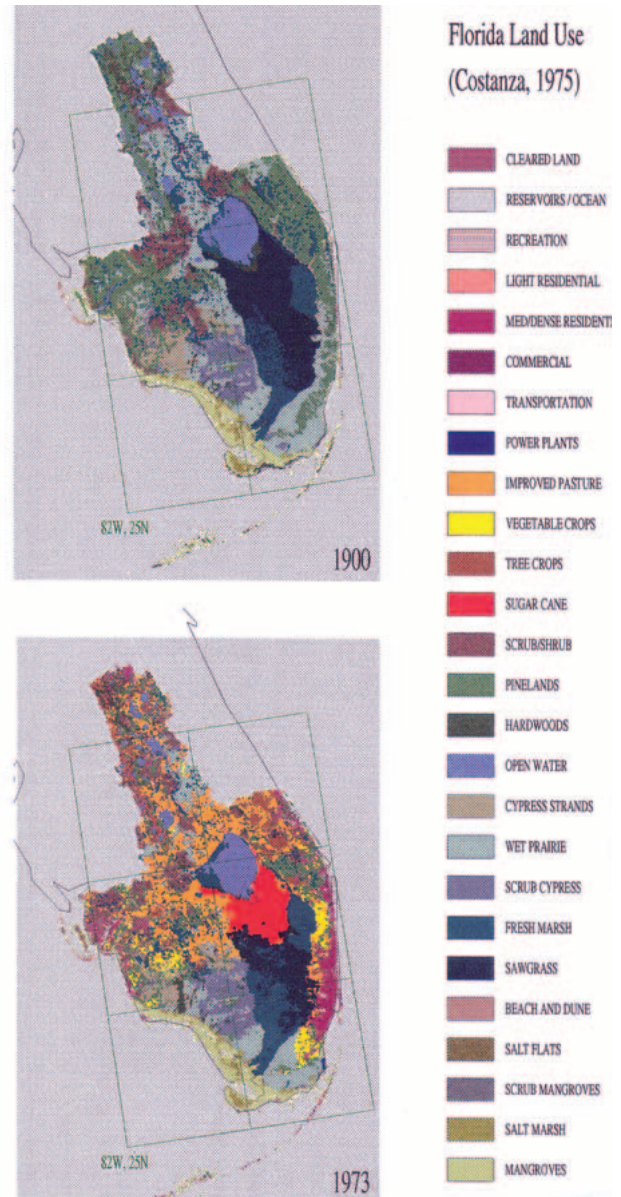 Florida Land Use
(Costanza, 1975)
CLEARED LAND
RESERVOIRS / OCEAN
RECREATION
LIGHT RESIDENTIAL
MED/DENSE RESIDENT
COMMERCIAL
TRANSPORTATION
POWER PLANTS
IMPROVED PASTURE
VEGETABLE CROPS
TREE CROPS
SUGAR CANE
SCRUB/SHRUB
PINELANDS
HARDWOODS
OPEN WATER
CYPRESS STRANDS
WET PRAIRIE
SCRUB CYPRESS
FRESH MARSH
SAWGRASS
BEACH AND DUNE
SALT FLATS
SCRUB MANGROVES
SALT MARSH
MANGROVES
82W, 25N
1900
82W, 25N
1973